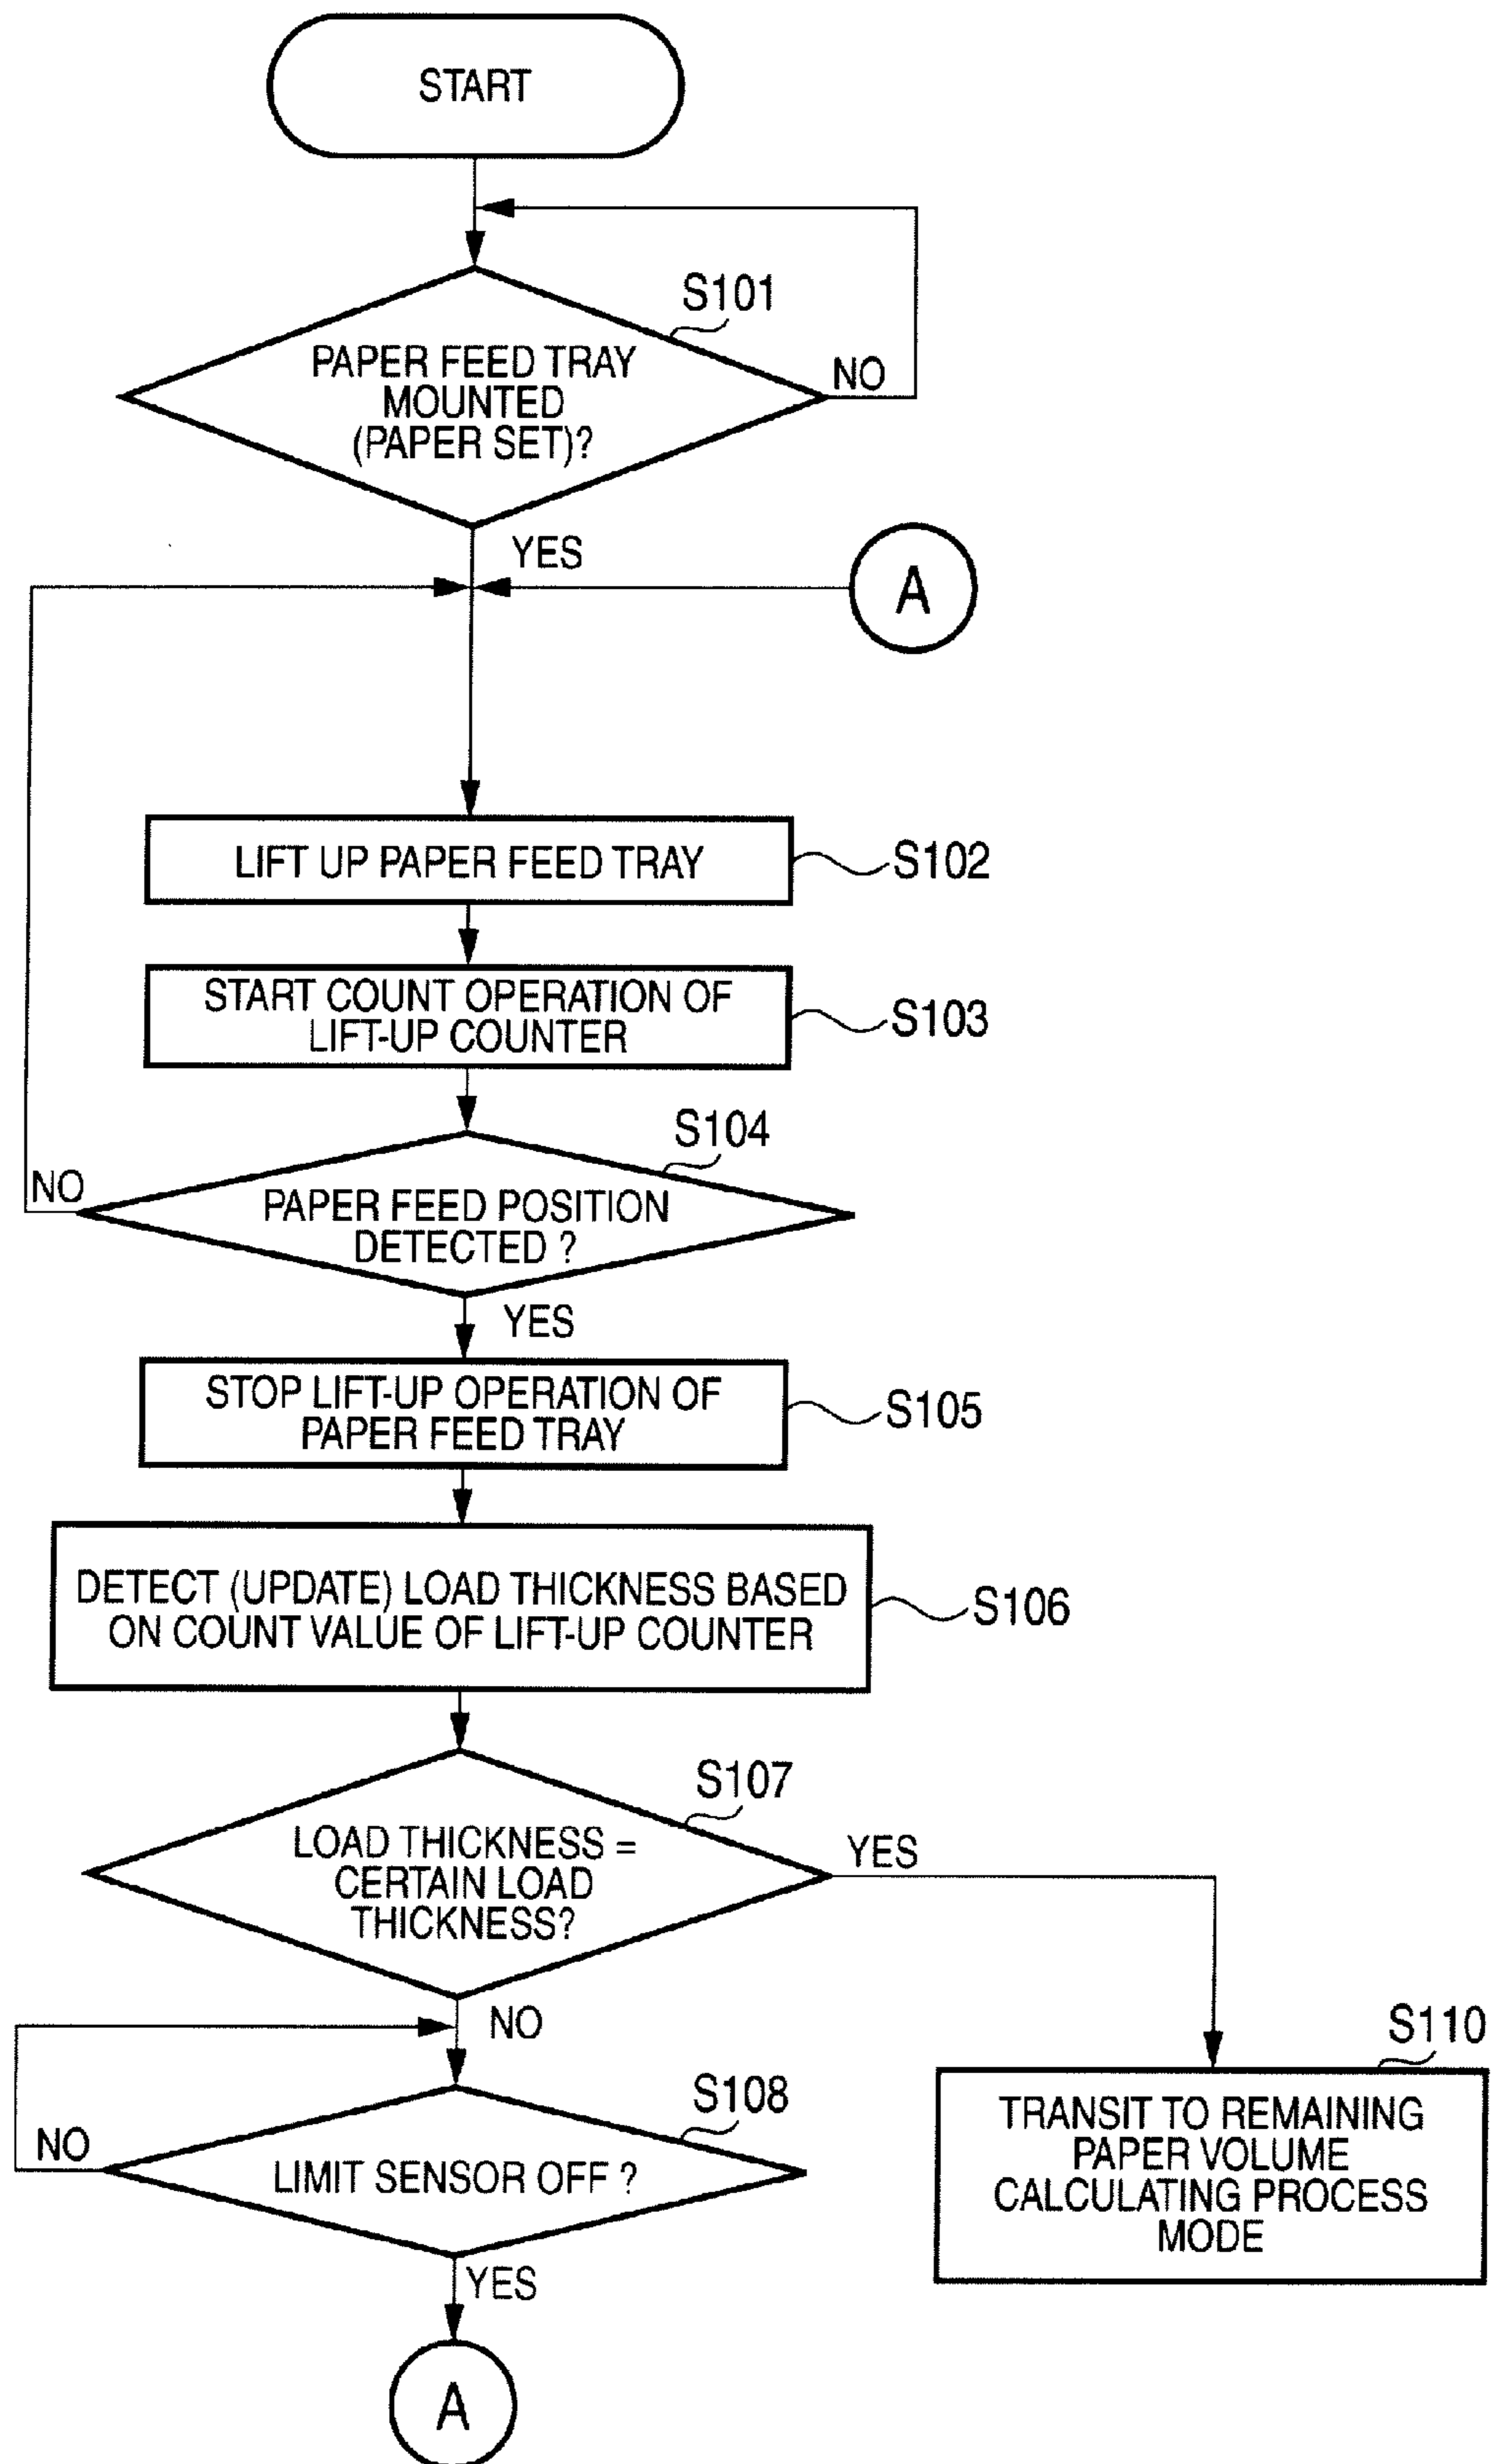 START
S101
PAPER FEED TRAY
MOUNTED
(PAPER SET)?
NO
YES
A
LIFT UP PAPER FEED TRAY
S102
START COUNT OPERATION OF
LIFT-UP COUNTER
S103
S104
NO
PAPER FEED POSITION
DETECTED ?
YES
STOP LIFT-UP OPERATION OF
PAPER FEED TRAY
S105
DETECT (UPDATE) LOAD THICKNESS BASED
ON COUNT VALUE OF LIFT-UP COUNTER
S106
S107
LOAD THICKNESS =
CERTAIN LOAD
THICKNESS?
YES
NO
S110
TRANSIT TO REMAINING
PAPER VOLUME
CALCULATING PROCESS
MODE
S108
NO
LIMIT SENSOR OFF ?
YES
A